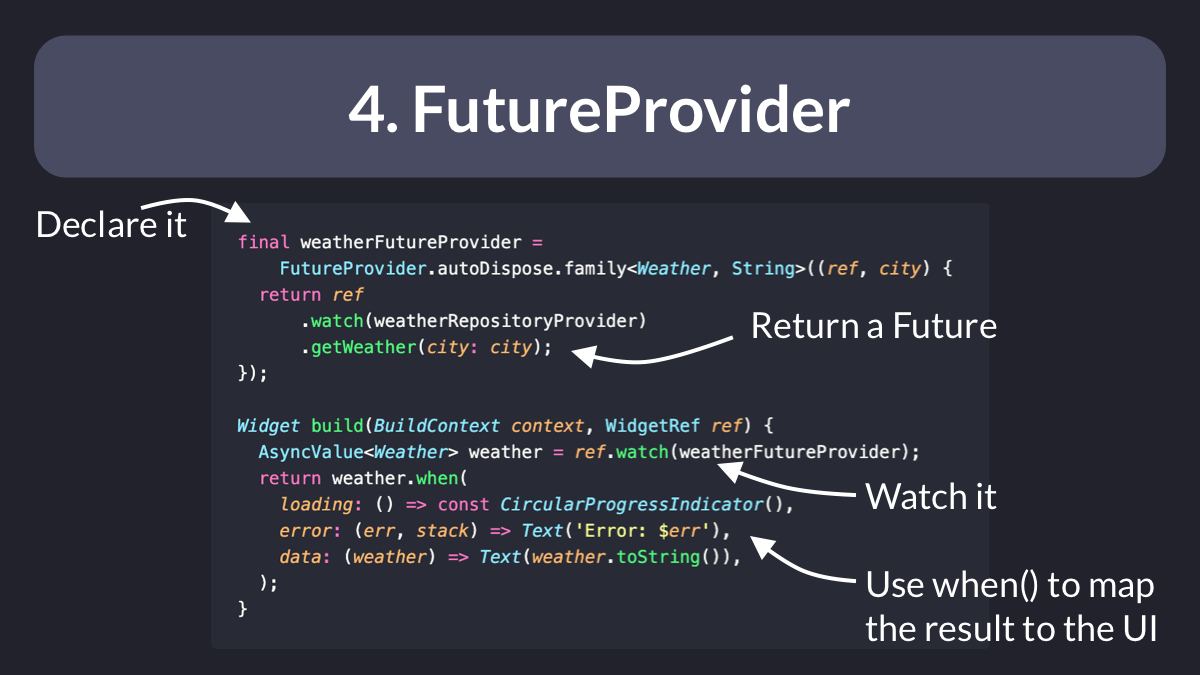 4. FutureProvider
Declare it
final weatherFutureProvider =
    FutureProvider.autoDispose.family<Weather, String>((ref, city) {
  return ref
      .watch(weatherRepositoryProvider)
      .getWeather(city: city);
});
Return a Future
Widget build(BuildContext context, WidgetRef ref) {
  AsyncValue<Weather> weather = ref.watch(weatherFutureProvider);
  return weather.when(
    loading: () => const CircularProgressIndicator(),
    error: (err, stack) => Text('Error: $err'),
    data: (weather) => Text(weather.toString()),
  );
}
Watch it
Use when() to map
the result to the UI